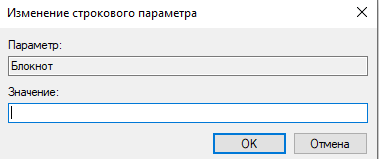 Изменение строкового параметра
Параметр:
Блокнот
Значение:
OK Отмена